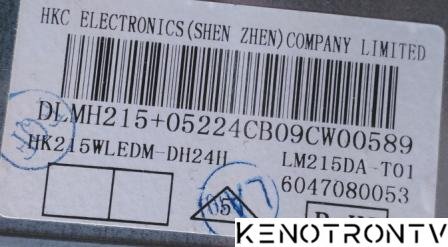 HKC ELECTRONICS(SHEN ZHEN)COMPANY LIMITED
DLMH215+05224CB09CW00589
HK215WLEDM-DH24H LM215DA-T01
6047080053
KENOTRONTV